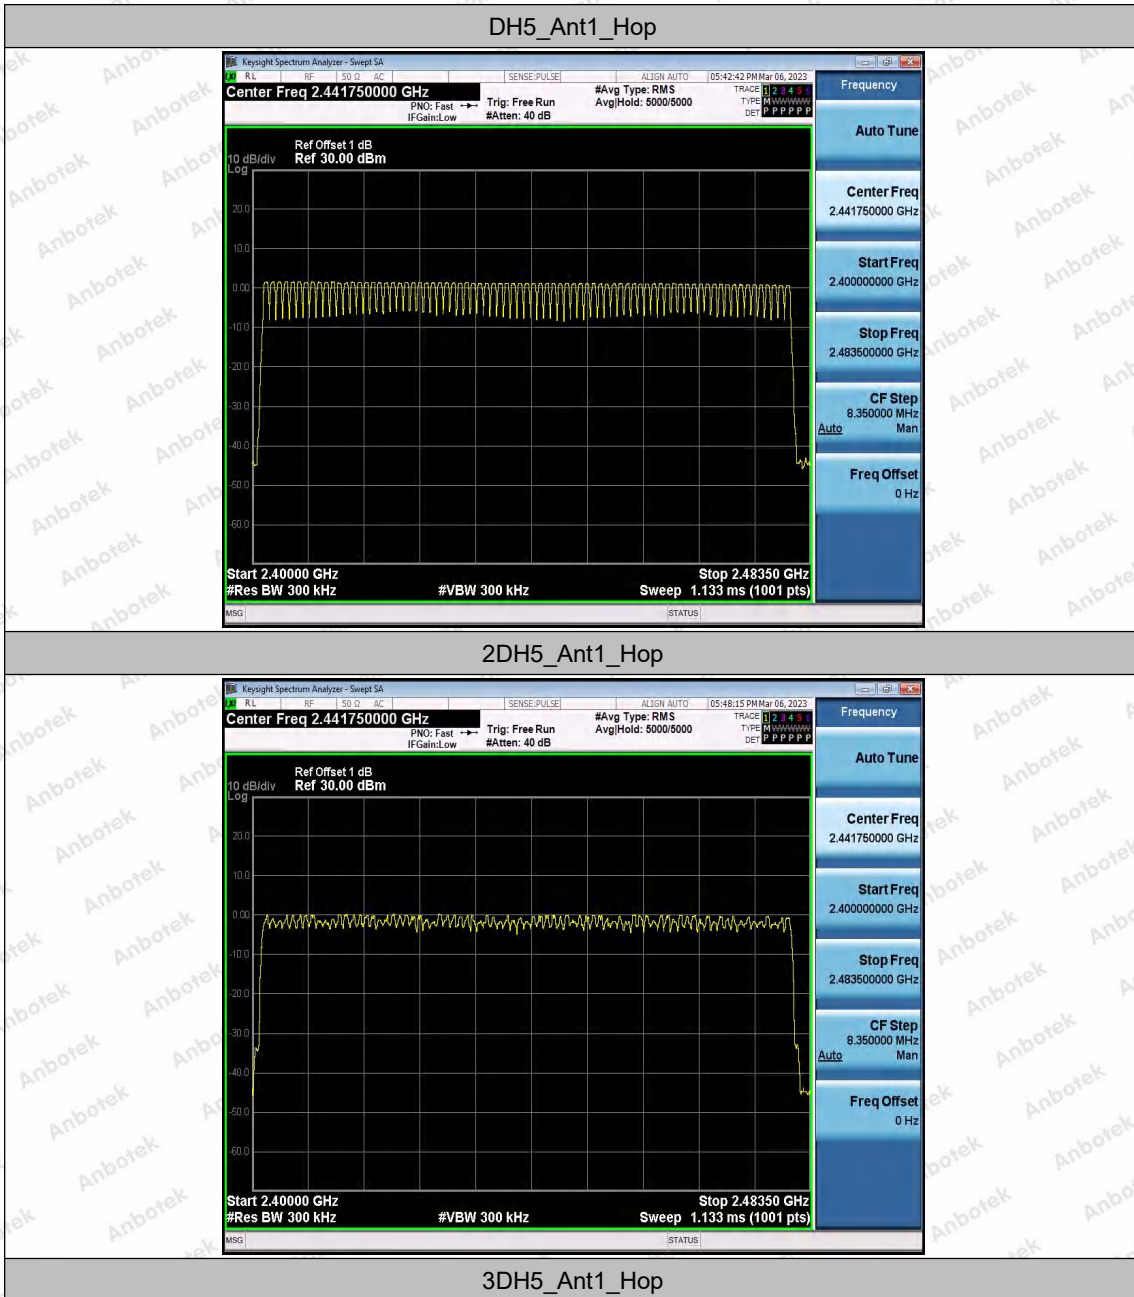 DH5_Ant1_Hop
Keysight Spectrum Analyzer - Swept SA
LXI RL RF 50 Ω AC SENSE:PULSE ALIGN AUTO 05:42:42 PM Mar 06, 2023
Center Freq 2.441750000 GHz
PNO: Fast
IFGain:Low
Trig: Free Run
#Atten: 40 dB
#Avg Type: RMS
Avg|Hold: 5000/5000
TRACE 1 2 3 4 5 6
TYPE M WWWWW
DET P P P P P P
Ref Offset 1 dB
10 dB/div Ref 30.00 dBm
Log
20.0
10.0
0.00
-10.0
-20.0
-30.0
-40.0
-50.0
-60.0
Start 2.40000 GHz Stop 2.48350 GHz
#Res BW 300 kHz #VBW 300 kHz Sweep 1.133 ms (1001 pts)
MSG STATUS
Frequency
Auto Tune
Center Freq
2.441750000 GHz
Start Freq
2.400000000 GHz
Stop Freq
2.483500000 GHz
CF Step
8.350000 MHz
Auto Man
Freq Offset
0 Hz
2DH5_Ant1_Hop
Keysight Spectrum Analyzer - Swept SA
LXI RL RF 50 Ω AC SENSE:PULSE ALIGN AUTO 05:48:15 PM Mar 06, 2023
Center Freq 2.441750000 GHz
PNO: Fast
IFGain:Low
Trig: Free Run
#Atten: 40 dB
#Avg Type: RMS
Avg|Hold: 5000/5000
TRACE 1 2 3 4 5 6
TYPE M WWWWW
DET P P P P P P
Ref Offset 1 dB
10 dB/div Ref 30.00 dBm
Log
20.0
10.0
0.00
-10.0
-20.0
-30.0
-40.0
-50.0
-60.0
Start 2.40000 GHz Stop 2.48350 GHz
#Res BW 300 kHz #VBW 300 kHz Sweep 1.133 ms (1001 pts)
MSG STATUS
Frequency
Auto Tune
Center Freq
2.441750000 GHz
Start Freq
2.400000000 GHz
Stop Freq
2.483500000 GHz
CF Step
8.350000 MHz
Auto Man
Freq Offset
0 Hz
3DH5_Ant1_Hop
Anbotek